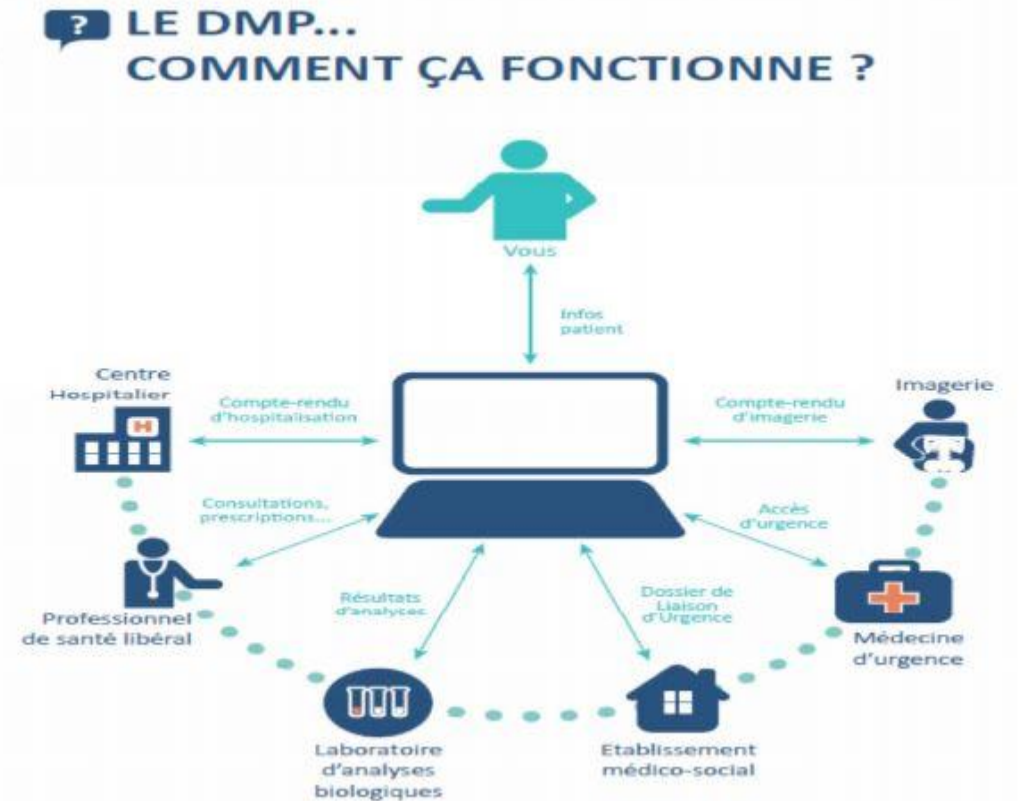 ?
LE DMP...
COMMENT ÇA FONCTIONNE ?
Vous
Infos
patient
Centre
Hospitalier
H
Compte-rendu
d'hospitalisation
Compte-rendu
d'imagerie
Imagerie
Consultations,
prescriptions...
Accès
d'urgence
Professionnel
de santé libéral
Résultats
d'analyses
Dossier de
Liaison
d'Urgence
Médecine
d'urgence
Laboratoire
d'analyses
biologiques
Etablissement
médico-social